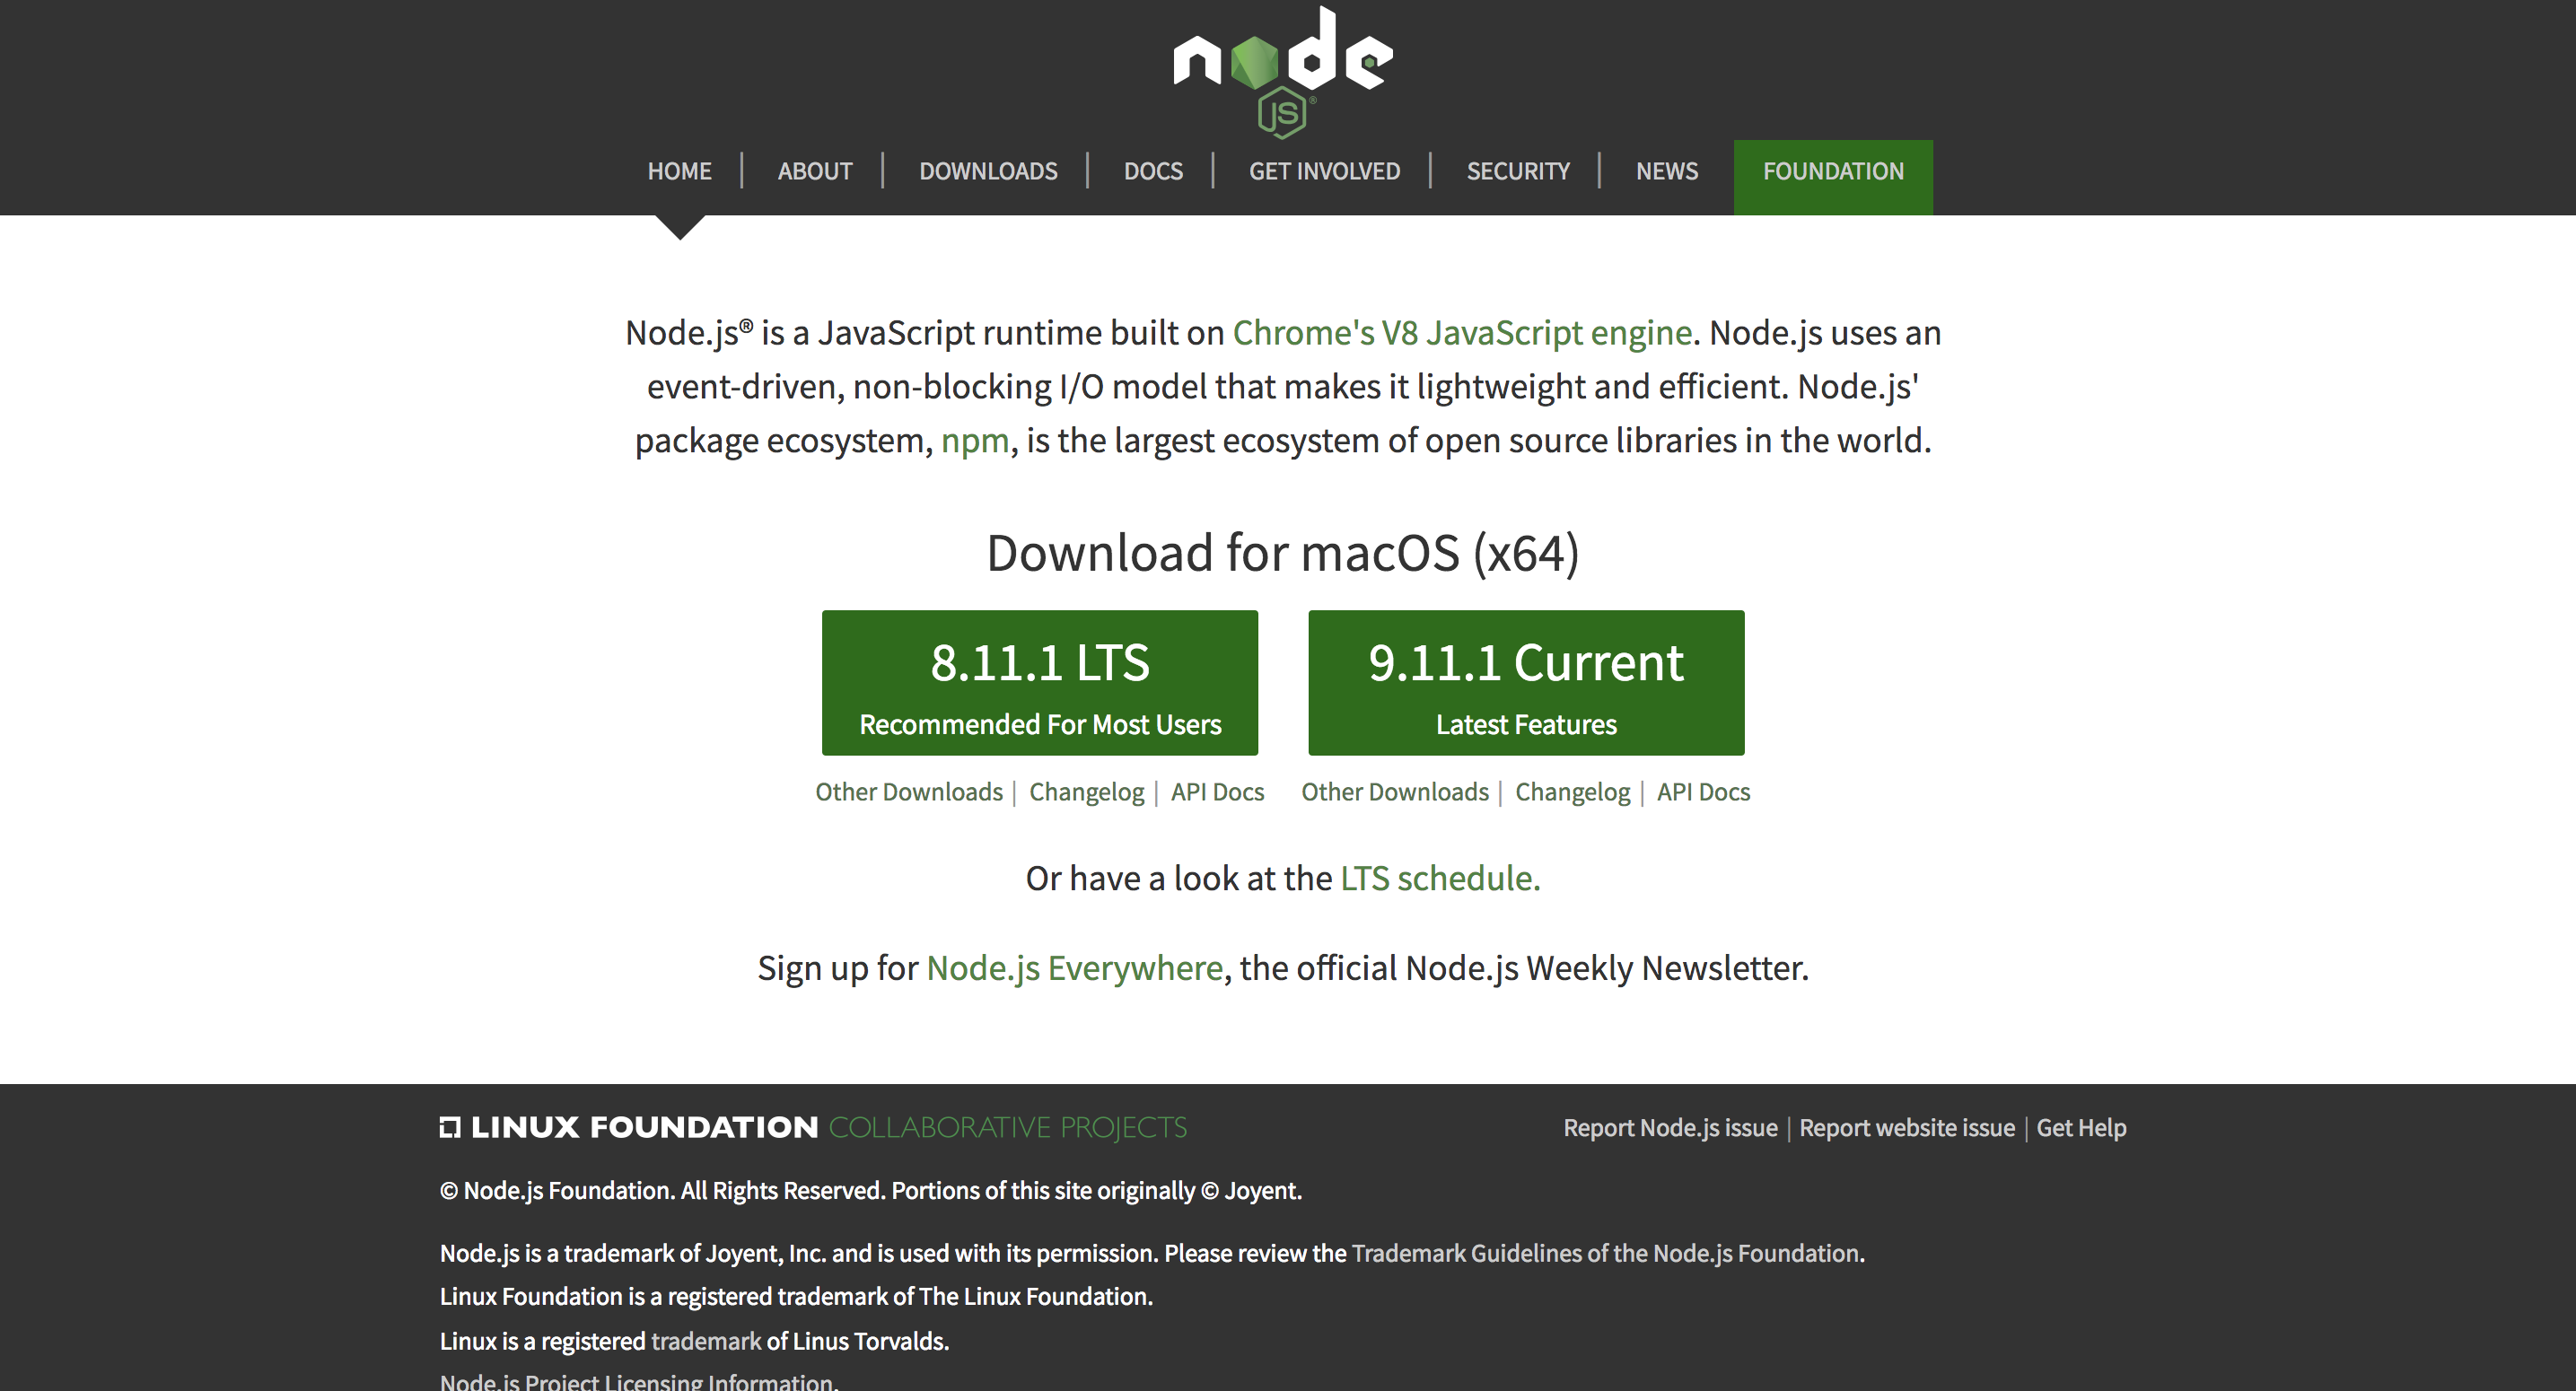 node
JS®
HOME | ABOUT | DOWNLOADS | DOCS | GET INVOLVED | SECURITY | NEWS FOUNDATION
Node.js® is a JavaScript runtime built on Chrome's V8 JavaScript engine. Node.js uses an
event-driven, non-blocking I/O model that makes it lightweight and efficient. Node.js'
package ecosystem, npm, is the largest ecosystem of open source libraries in the world.
Download for macOS (x64)
8.11.1 LTS
Recommended For Most Users
9.11.1 Current
Latest Features
Other Downloads | Changelog | API Docs
Other Downloads | Changelog | API Docs
Or have a look at the LTS schedule.
Sign up for Node.js Everywhere, the official Node.js Weekly Newsletter.
LINUX FOUNDATION COLLABORATIVE PROJECTS
Report Node.js issue | Report website issue | Get Help
© Node.js Foundation. All Rights Reserved. Portions of this site originally © Joyent.
Node.js is a trademark of Joyent, Inc. and is used with its permission. Please review the Trademark Guidelines of the Node.js Foundation.
Linux Foundation is a registered trademark of The Linux Foundation.
Linux is a registered trademark of Linus Torvalds.
Node.js Project Licensing Information.